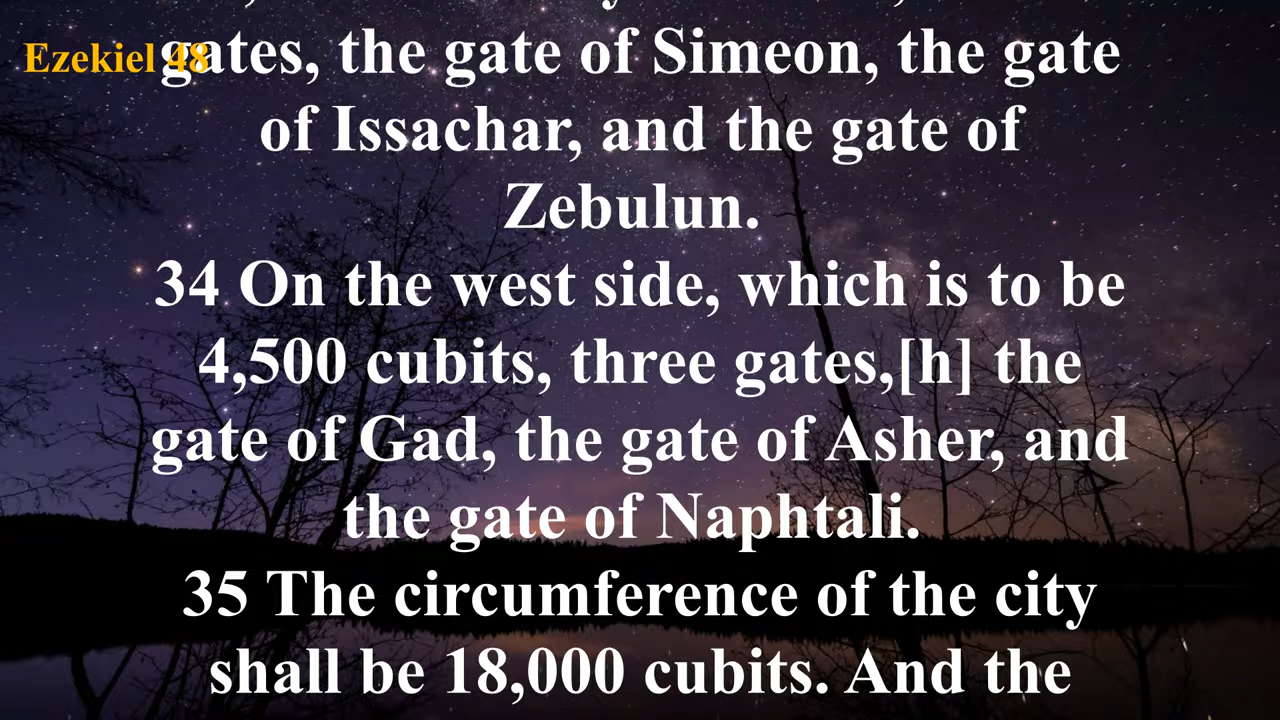 Ezekiel 48
gates, the gate of Simeon, the gate
of Issachar, and the gate of
Zebulun.
34 On the west side, which is to be
4,500 cubits, three gates,[h] the
gate of Gad, the gate of Asher, and
the gate of Naphtali.
35 The circumference of the city
shall be 18,000 cubits. And the